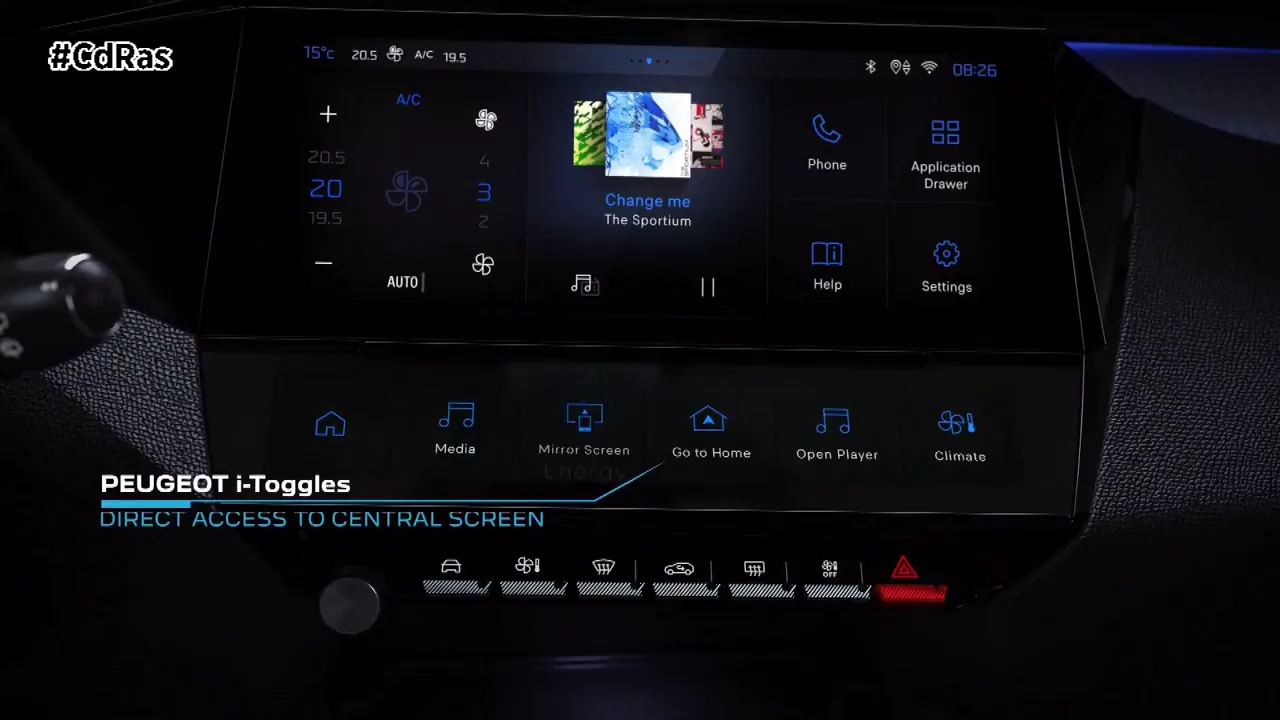 #CdRas
15°c 20.5 A/C 19.5
08:26
A/C
20.5
20
19.5
4
3
2
AUTO
Change me
The Sportium
Phone
Application
Drawer
Help
Settings
Media
Mirror Screen
Go to Home
Open Player
Climate
Energy
PEUGEOT i-Toggles
DIRECT ACCESS TO CENTRAL SCREEN
OFF